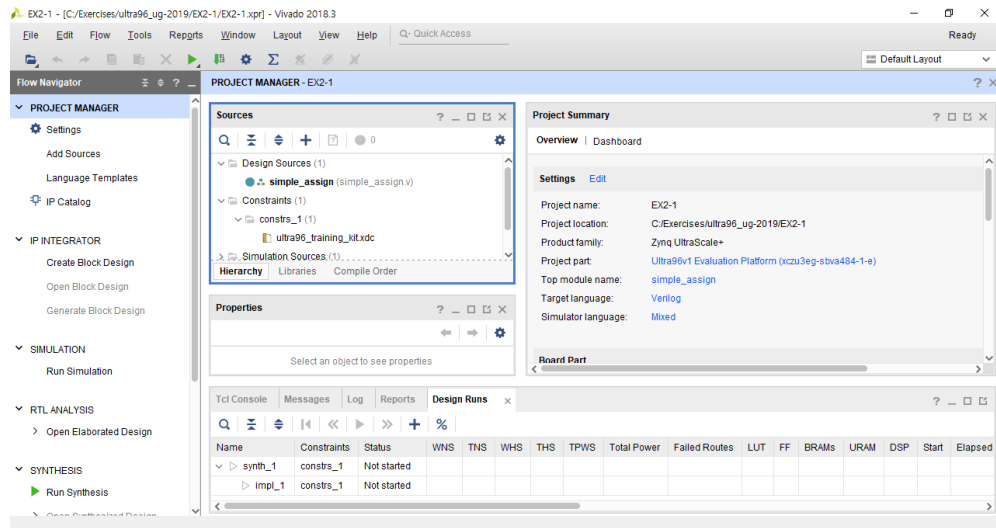 EX2-1 - [C:/Exercises/ultra96_ug-2019/EX2-1/EX2-1.xpr] - Vivado 2018.3
File Edit Flow Tools Reports Window Layout View Help Q- Quick Access Ready
Default Layout
Flow Navigator
PROJECT MANAGER
Settings
Add Sources
Language Templates
IP Catalog
IP INTEGRATOR
Create Block Design
Open Block Design
Generate Block Design
SIMULATION
Run Simulation
RTL ANALYSIS
Open Elaborated Design
SYNTHESIS
Run Synthesis
Open Synthesized Design
PROJECT MANAGER - EX2-1
Sources
0
Design Sources (1)
simple_assign (simple_assign.v)
Constraints (1)
constrs_1 (1)
ultra96_training_kit.xdc
Simulation Sources (1)
Hierarchy Libraries Compile Order
Properties
Select an object to see properties
Project Summary
Overview | Dashboard
Settings Edit
Project name: EX2-1
Project location: C:/Exercises/ultra96_ug-2019/EX2-1
Product family: Zynq UltraScale+
Project part: Ultra96v1 Evaluation Platform (xczu3eg-sbva484-1-e)
Top module name: simple_assign
Target language: Verilog
Simulator language: Mixed
Board Part
Tcl Console Messages Log Reports Design Runs
Name Constraints Status WNS TNS WHS THS TPWS Total Power Failed Routes LUT FF BRAMs URAM DSP Start Elapsed
synth_1 constrs_1 Not started
impl_1 constrs_1 Not started